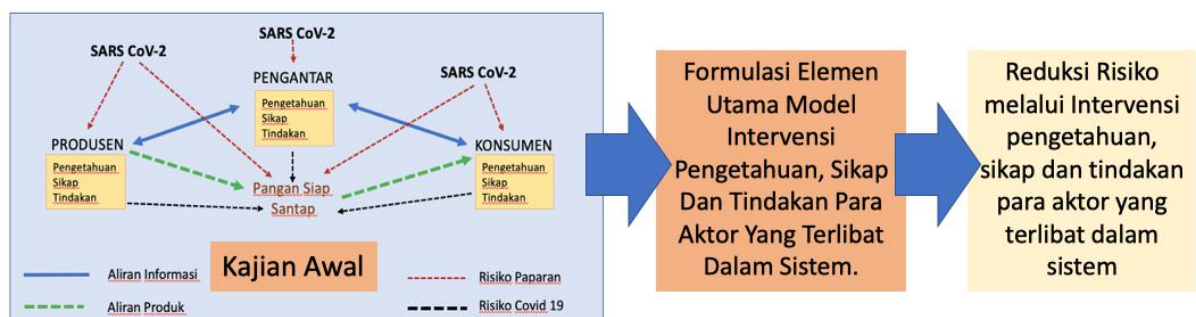 SARS CoV-2
SARS CoV-2
SARS CoV-2
PENGANTAR
Pengetahuan
Sikap
Tindakan
PRODUSEN
Pengetahuan
Sikap
Tindakan
KONSUMEN
Pengetahuan
Sikap
Tindakan
Pangan Siap
Santap
Kajian Awal
Aliran Informasi
Aliran Produk
Risiko Paparan
Risiko Covid 19
Formulasi Elemen
Utama Model
Intervensi
Pengetahuan, Sikap
Dan Tindakan Para
Aktor Yang Terlibat
Dalam Sistem.
Reduksi Risiko
melalui Intervensi
pengetahuan,
sikap dan tindakan
para aktor yang
terlibat dalam
sistem